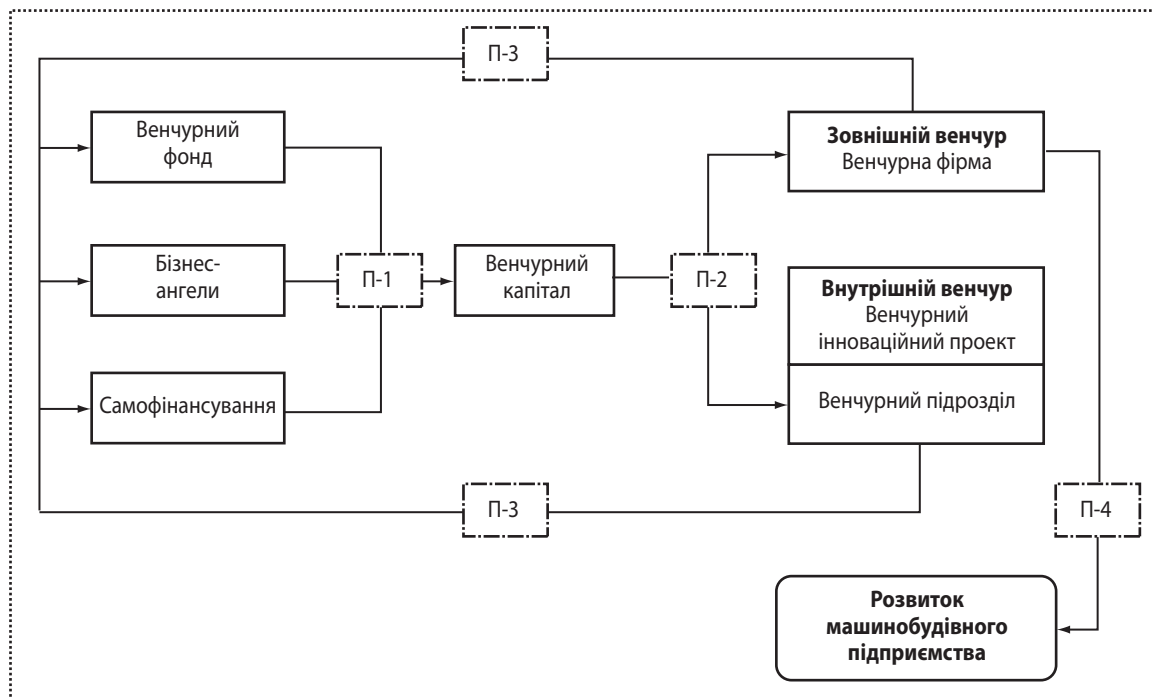 П-3
Венчурний
фонд
Зовнішній венчур
Венчурна фірма
Бізнес-
ангели
П-1
Венчурний
капітал
П-2
Внутрішній венчур
Венчурний
інноваційний проект
Самофінансування
Венчурний підрозділ
П-3
П-4
Розвиток
машинобудівного
підприємства